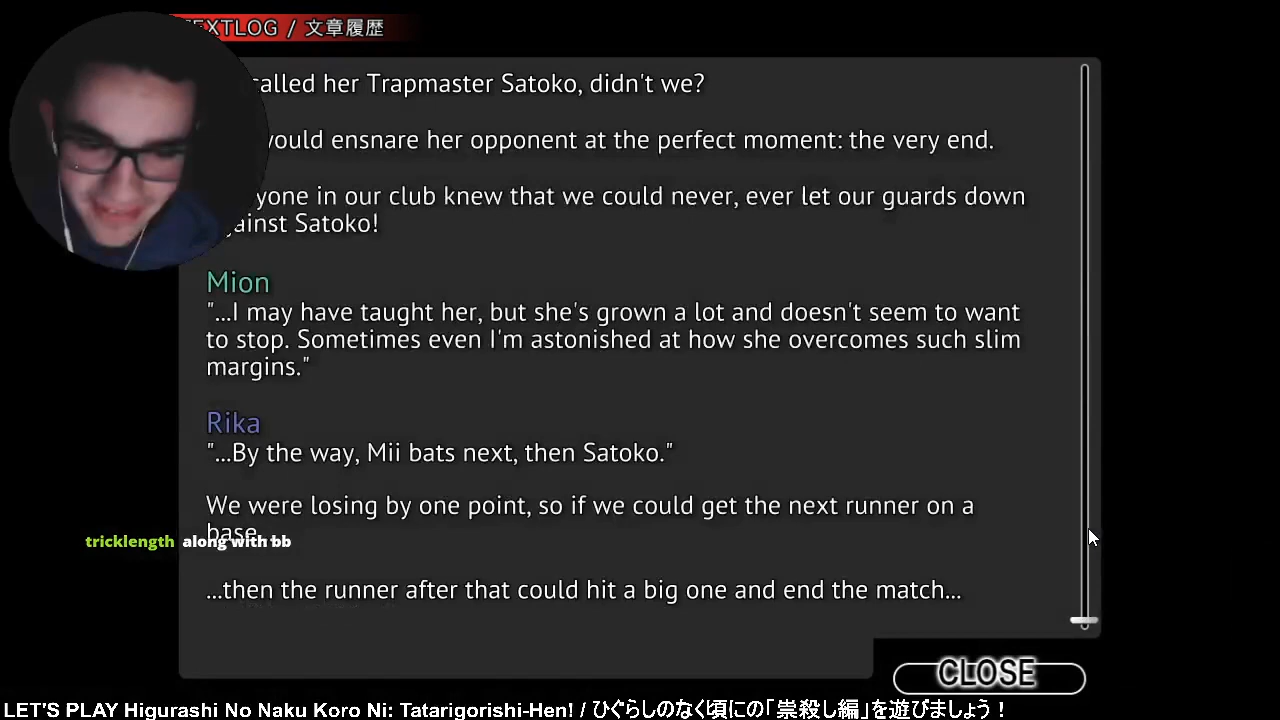 TEXTLOG / 文章履歴
called her Trapmaster Satoko, didn't we?
would ensnare her opponent at the perfect moment: the very end.
yone in our club knew that we could never, ever let our guards down
ainst Satoko!
Mion
"...I may have taught her, but she's grown a lot and doesn't seem to want
to stop. Sometimes even I'm astonished at how she overcomes such slim
margins."
Rika
"...By the way, Mii bats next, then Satoko."
We were losing by one point, so if we could get the next runner on a
base
tricklength along with bb
...then the runner after that could hit a big one and end the match...
CLOSE
LET'S PLAY Higurashi No Naku Koro Ni: Tatarigorishi-Hen! / ひぐらしのなく頃にの「祟殺し編」を遊びましょう！